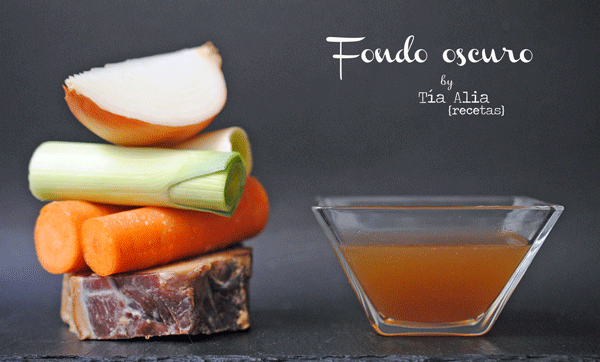 Fondo oscuro
by
Tía Alia
{recetas}